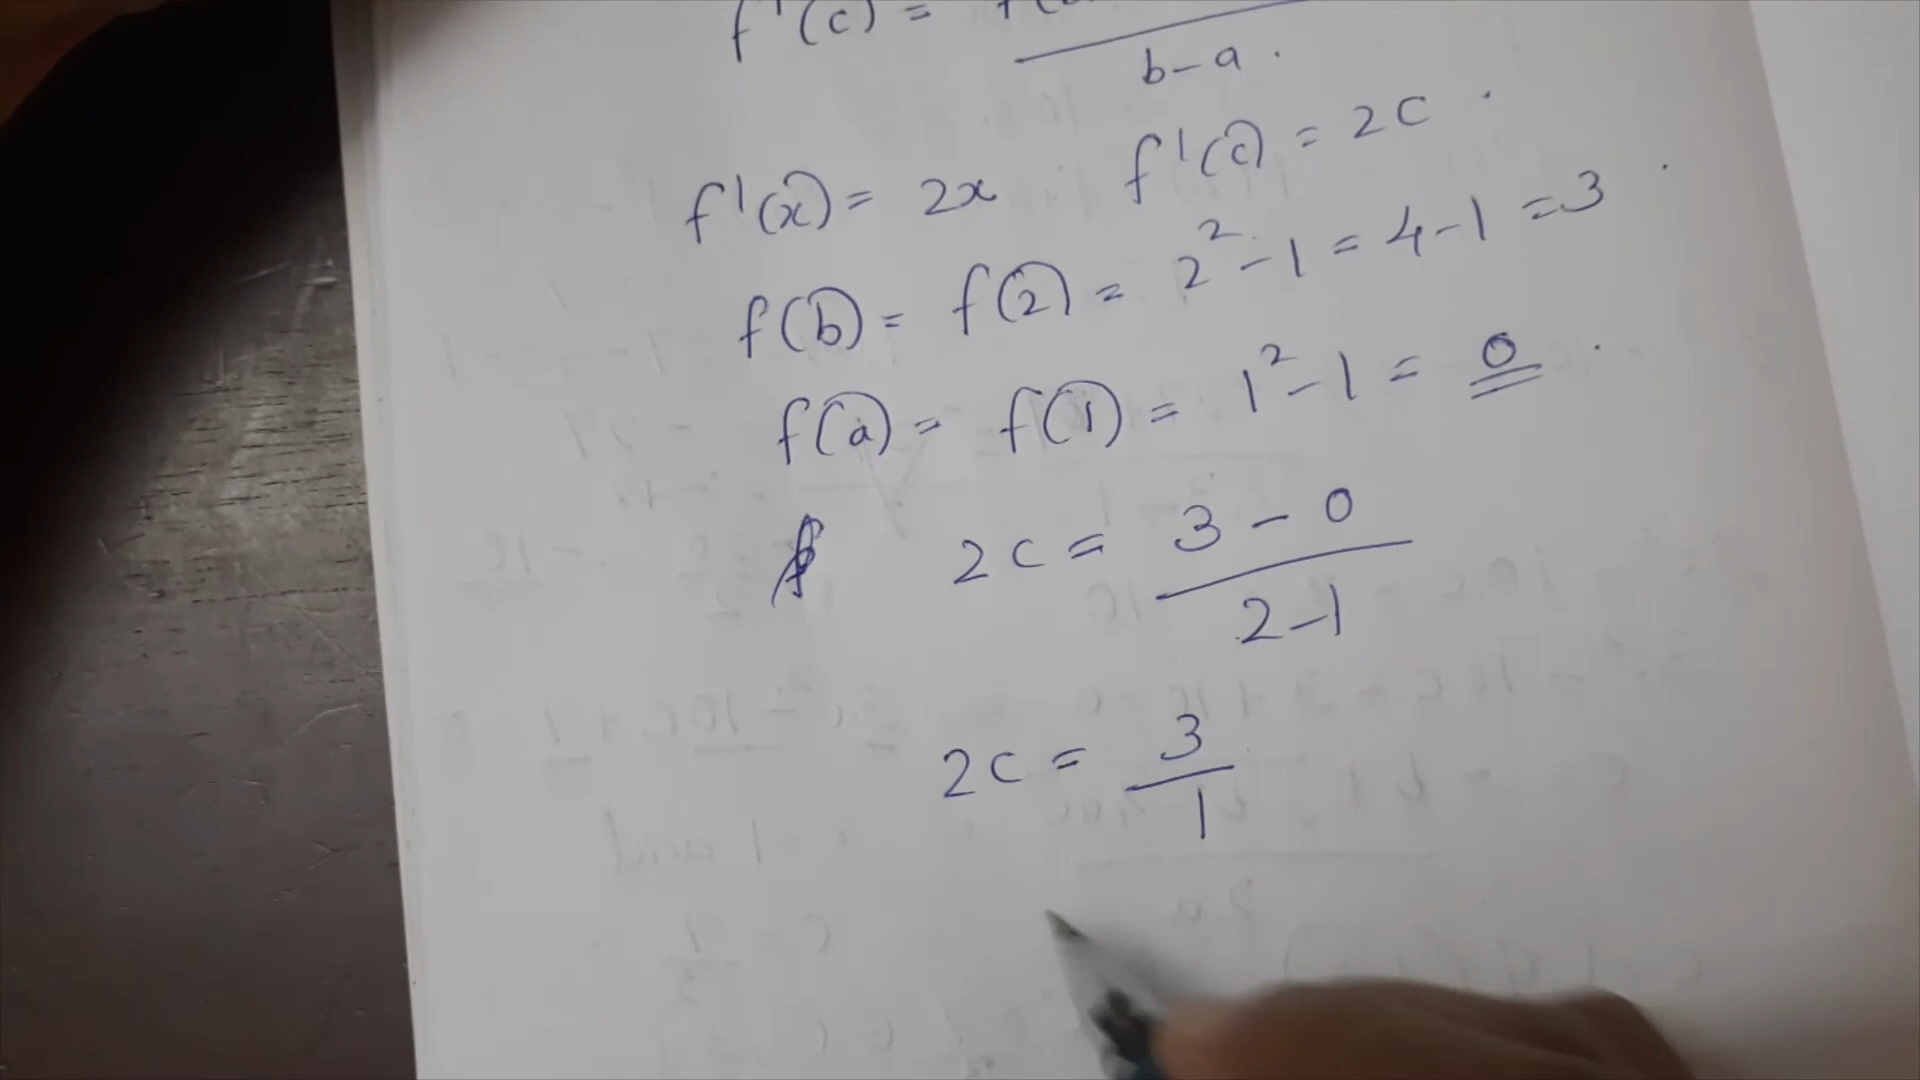 f'(c) =
b-a .
f'(x) = 2x f'(c) = 2c .
f(b) = f(2) = 2² - 1 = 4 - 1 = 3
f(a) = f(1) = 1² - 1 = 0 .
2c = 3 - 0 / 2 - 1
2c = 3 / 1